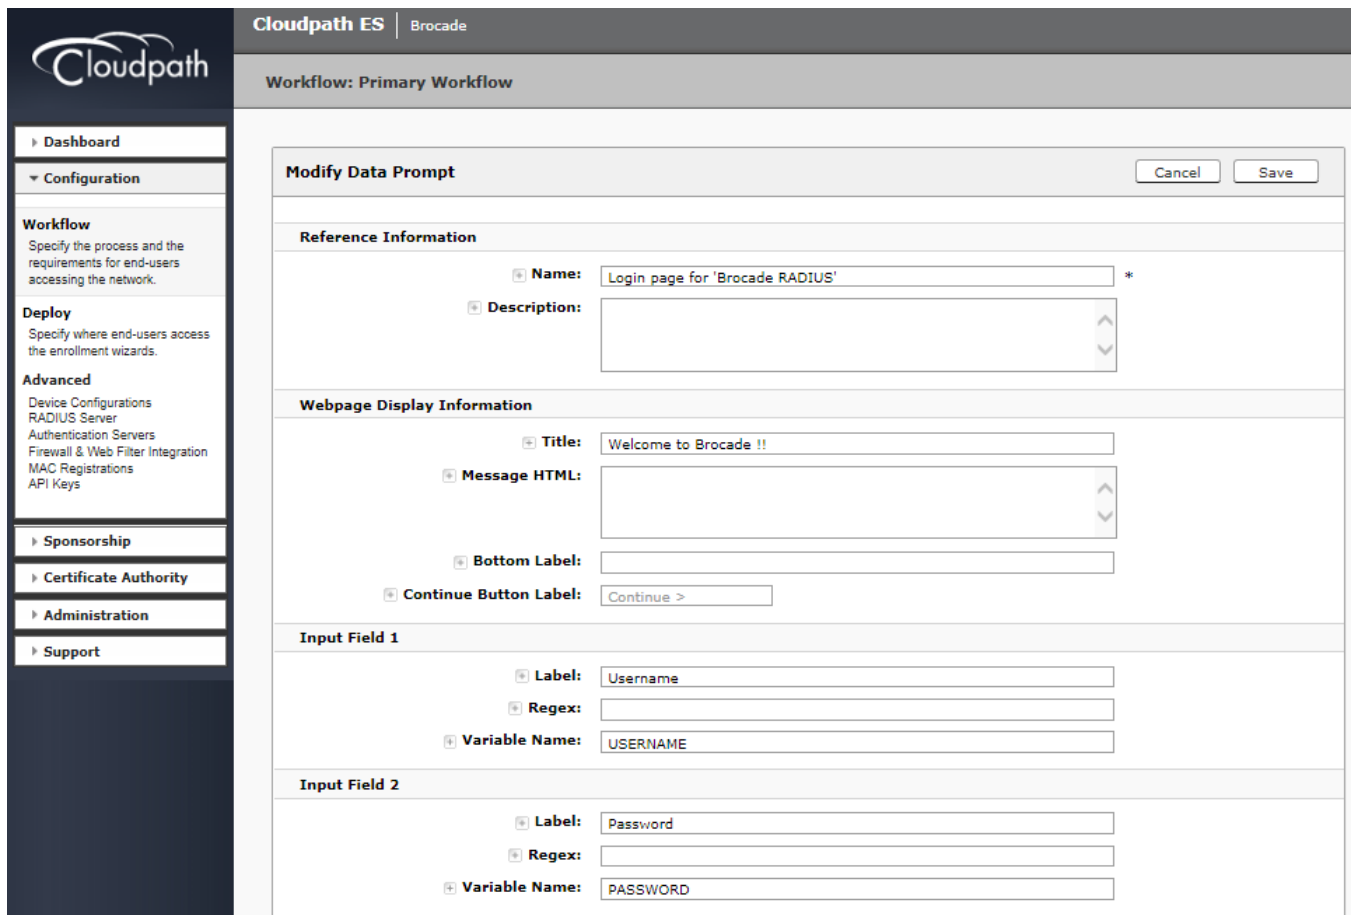 Cloudpath
Cloudpath ES | Brocade
Workflow: Primary Workflow
Dashboard
Configuration
Workflow
Specify the process and the
requirements for end-users
accessing the network.
Deploy
Specify where end-users access
the enrollment wizards.
Advanced
Device Configurations
RADIUS Server
Authentication Servers
Firewall & Web Filter Integration
MAC Registrations
API Keys
Sponsorship
Certificate Authority
Administration
Support
Modify Data Prompt
Cancel Save
Reference Information
Name: Login page for 'Brocade RADIUS' *
Description:
Webpage Display Information
Title: Welcome to Brocade !!
Message HTML:
Bottom Label:
Continue Button Label: Continue >
Input Field 1
Label: Username
Regex:
Variable Name: USERNAME
Input Field 2
Label: Password
Regex:
Variable Name: PASSWORD